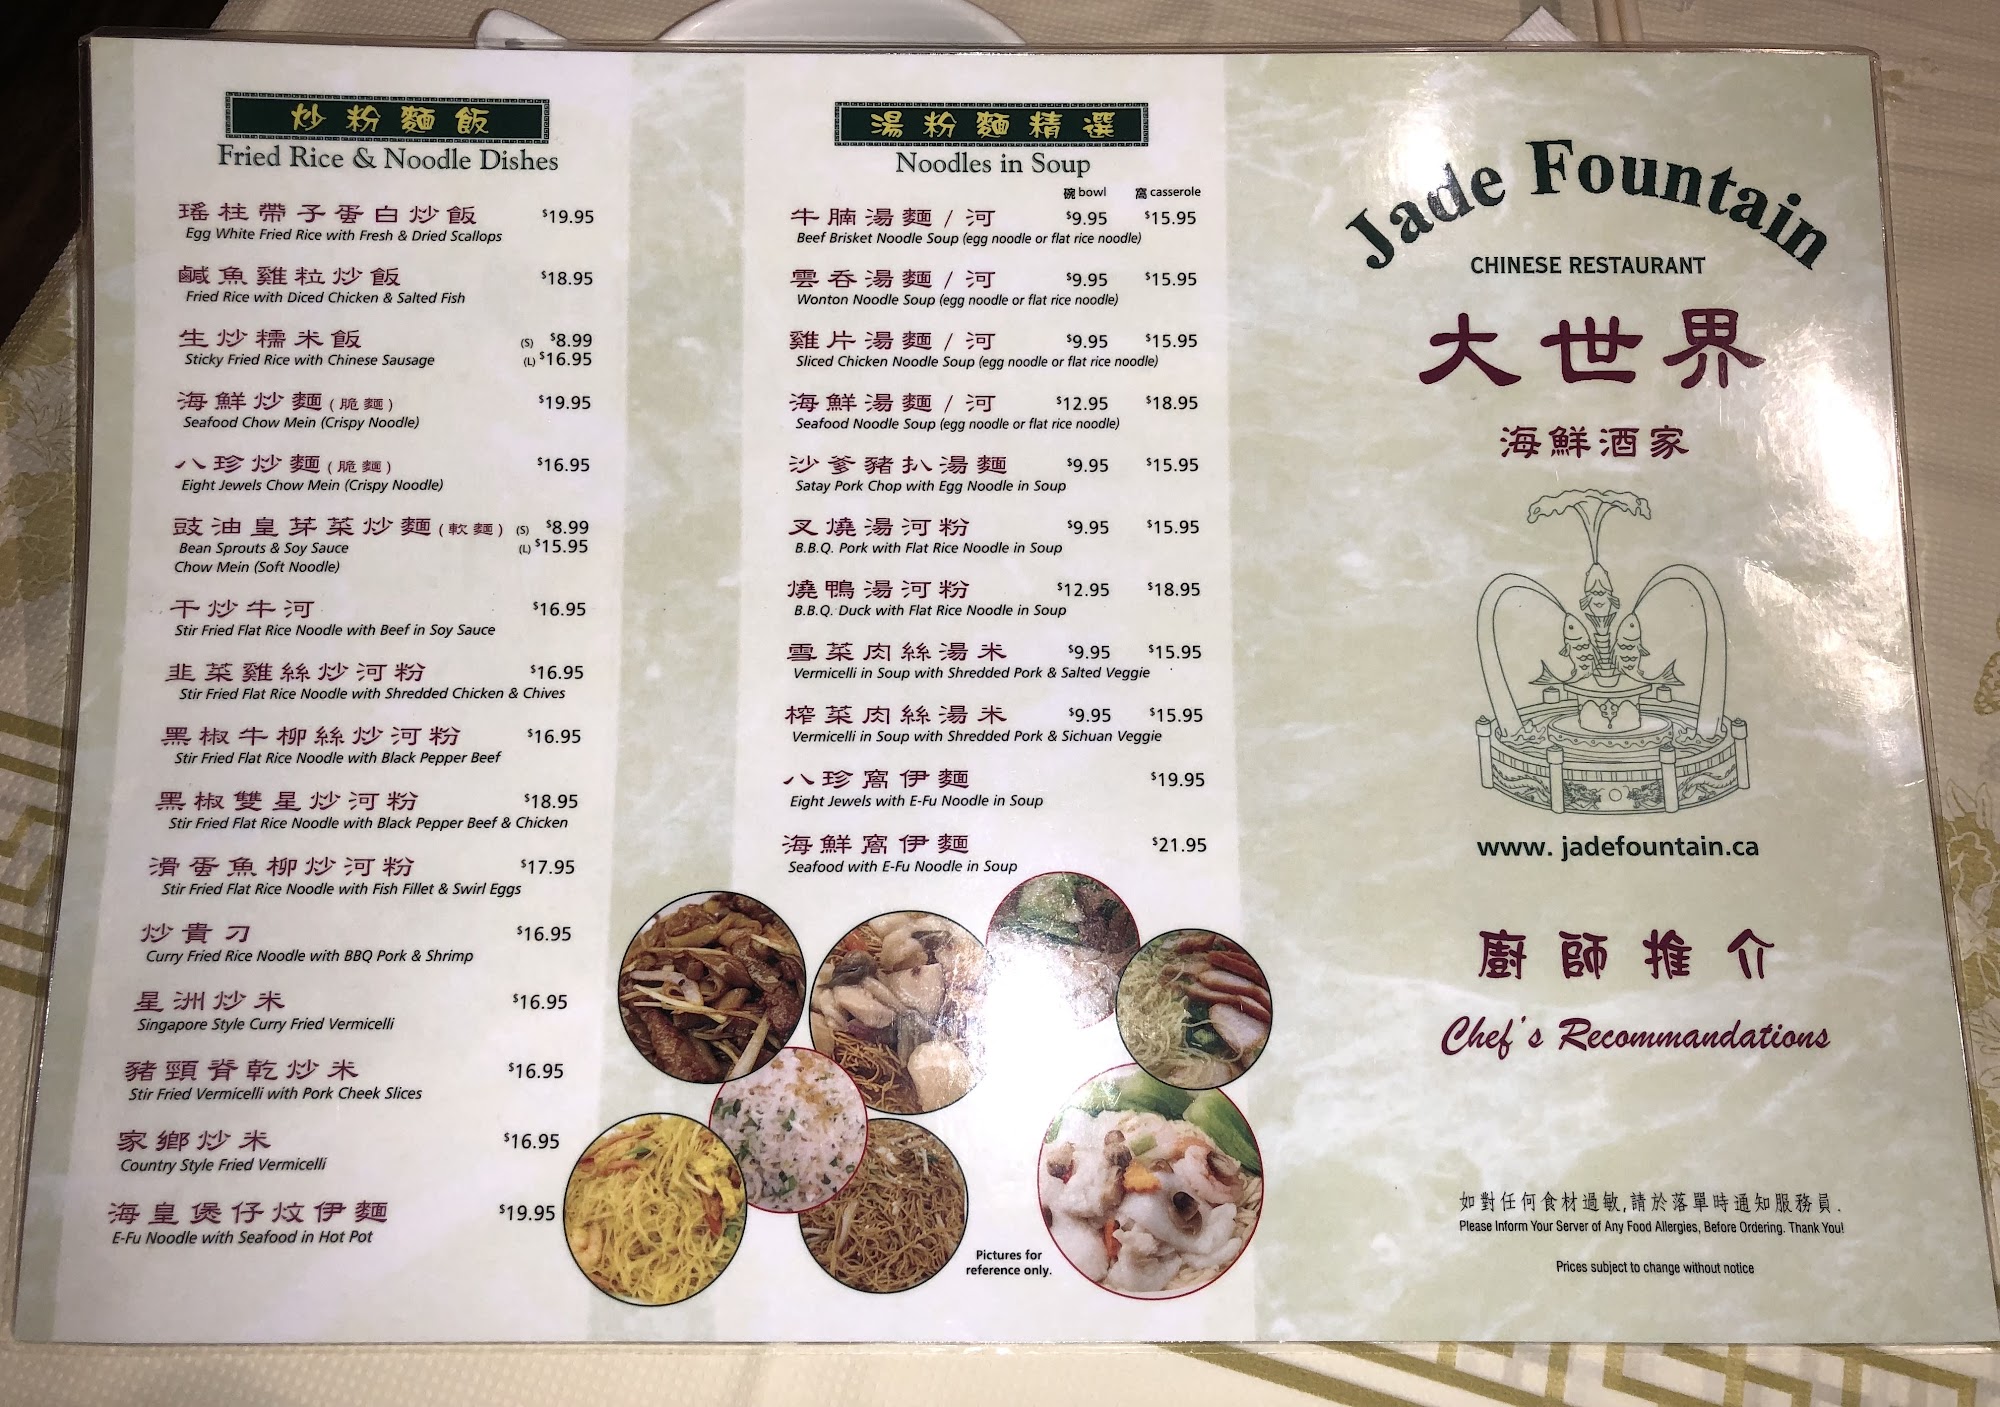 炒粉麵飯
Fried Rice & Noodle Dishes
瑤柱帶子蛋白炒飯 $19.95
Egg White Fried Rice with Fresh & Dried Scallops
鹹魚雞粒炒飯 $18.95
Fried Rice with Diced Chicken & Salted Fish
生炒糯米飯 (S) $8.99
Sticky Fried Rice with Chinese Sausage (L) $16.95
海鮮炒麵(脆麵) $19.95
Seafood Chow Mein (Crispy Noodle)
八珍炒麵(脆麵) $16.95
Eight Jewels Chow Mein (Crispy Noodle)
豉油皇芽菜炒麵(軟麵) (S) $8.99
Bean Sprouts & Soy Sauce (L) $15.95
Chow Mein (Soft Noodle)
干炒牛河 $16.95
Stir Fried Flat Rice Noodle with Beef in Soy Sauce
韭菜雞絲炒河粉 $16.95
Stir Fried Flat Rice Noodle with Shredded Chicken & Chives
黑椒牛柳絲炒河粉 $16.95
Stir Fried Flat Rice Noodle with Black Pepper Beef
黑椒雙星炒河粉 $18.95
Stir Fried Flat Rice Noodle with Black Pepper Beef & Chicken
滑蛋魚柳炒河粉 $17.95
Stir Fried Flat Rice Noodle with Fish Fillet & Swirl Eggs
炒貴刁 $16.95
Curry Fried Rice Noodle with BBQ Pork & Shrimp
星洲炒米 $16.95
Singapore Style Curry Fried Vermicelli
豬頸脊乾炒米 $16.95
Stir Fried Vermicelli with Pork Cheek Slices
家鄉炒米 $16.95
Country Style Fried Vermicelli
海皇煲仔炆伊麵 $19.95
E-Fu Noodle with Seafood in Hot Pot
湯粉麵精選
Noodles in Soup
碗 bowl 窩 casserole
牛腩湯麵 / 河 $9.95 $15.95
Beef Brisket Noodle Soup (egg noodle or flat rice noodle)
雲吞湯麵 / 河 $9.95 $15.95
Wonton Noodle Soup (egg noodle or flat rice noodle)
雞片湯麵 / 河 $9.95 $15.95
Sliced Chicken Noodle Soup (egg noodle or flat rice noodle)
海鮮湯麵 / 河 $12.95 $18.95
Seafood Noodle Soup (egg noodle or flat rice noodle)
沙爹豬扒湯麵 $9.95 $15.95
Satay Pork Chop with Egg Noodle in Soup
叉燒湯河粉 $9.95 $15.95
B.B.Q. Pork with Flat Rice Noodle in Soup
燒鴨湯河粉 $12.95 $18.95
B.B.Q. Duck with Flat Rice Noodle in Soup
雪菜肉絲湯米 $9.95 $15.95
Vermicelli in Soup with Shredded Pork & Salted Veggie
榨菜肉絲湯米 $9.95 $15.95
Vermicelli in Soup with Shredded Pork & Sichuan Veggie
八珍窩伊麵 $19.95
Eight Jewels with E-Fu Noodle in Soup
海鮮窩伊麵 $21.95
Seafood with E-Fu Noodle in Soup
Pictures for
reference only.
Jade Fountain
CHINESE RESTAURANT
大世界
海鮮酒家
www. jadefountain.ca
廚師推介
Chef's Recommandations
如對任何食材過敏,請於落單時通知服務員.
Please Inform Your Server of Any Food Allergies, Before Ordering. Thank You!
Prices subject to change without notice